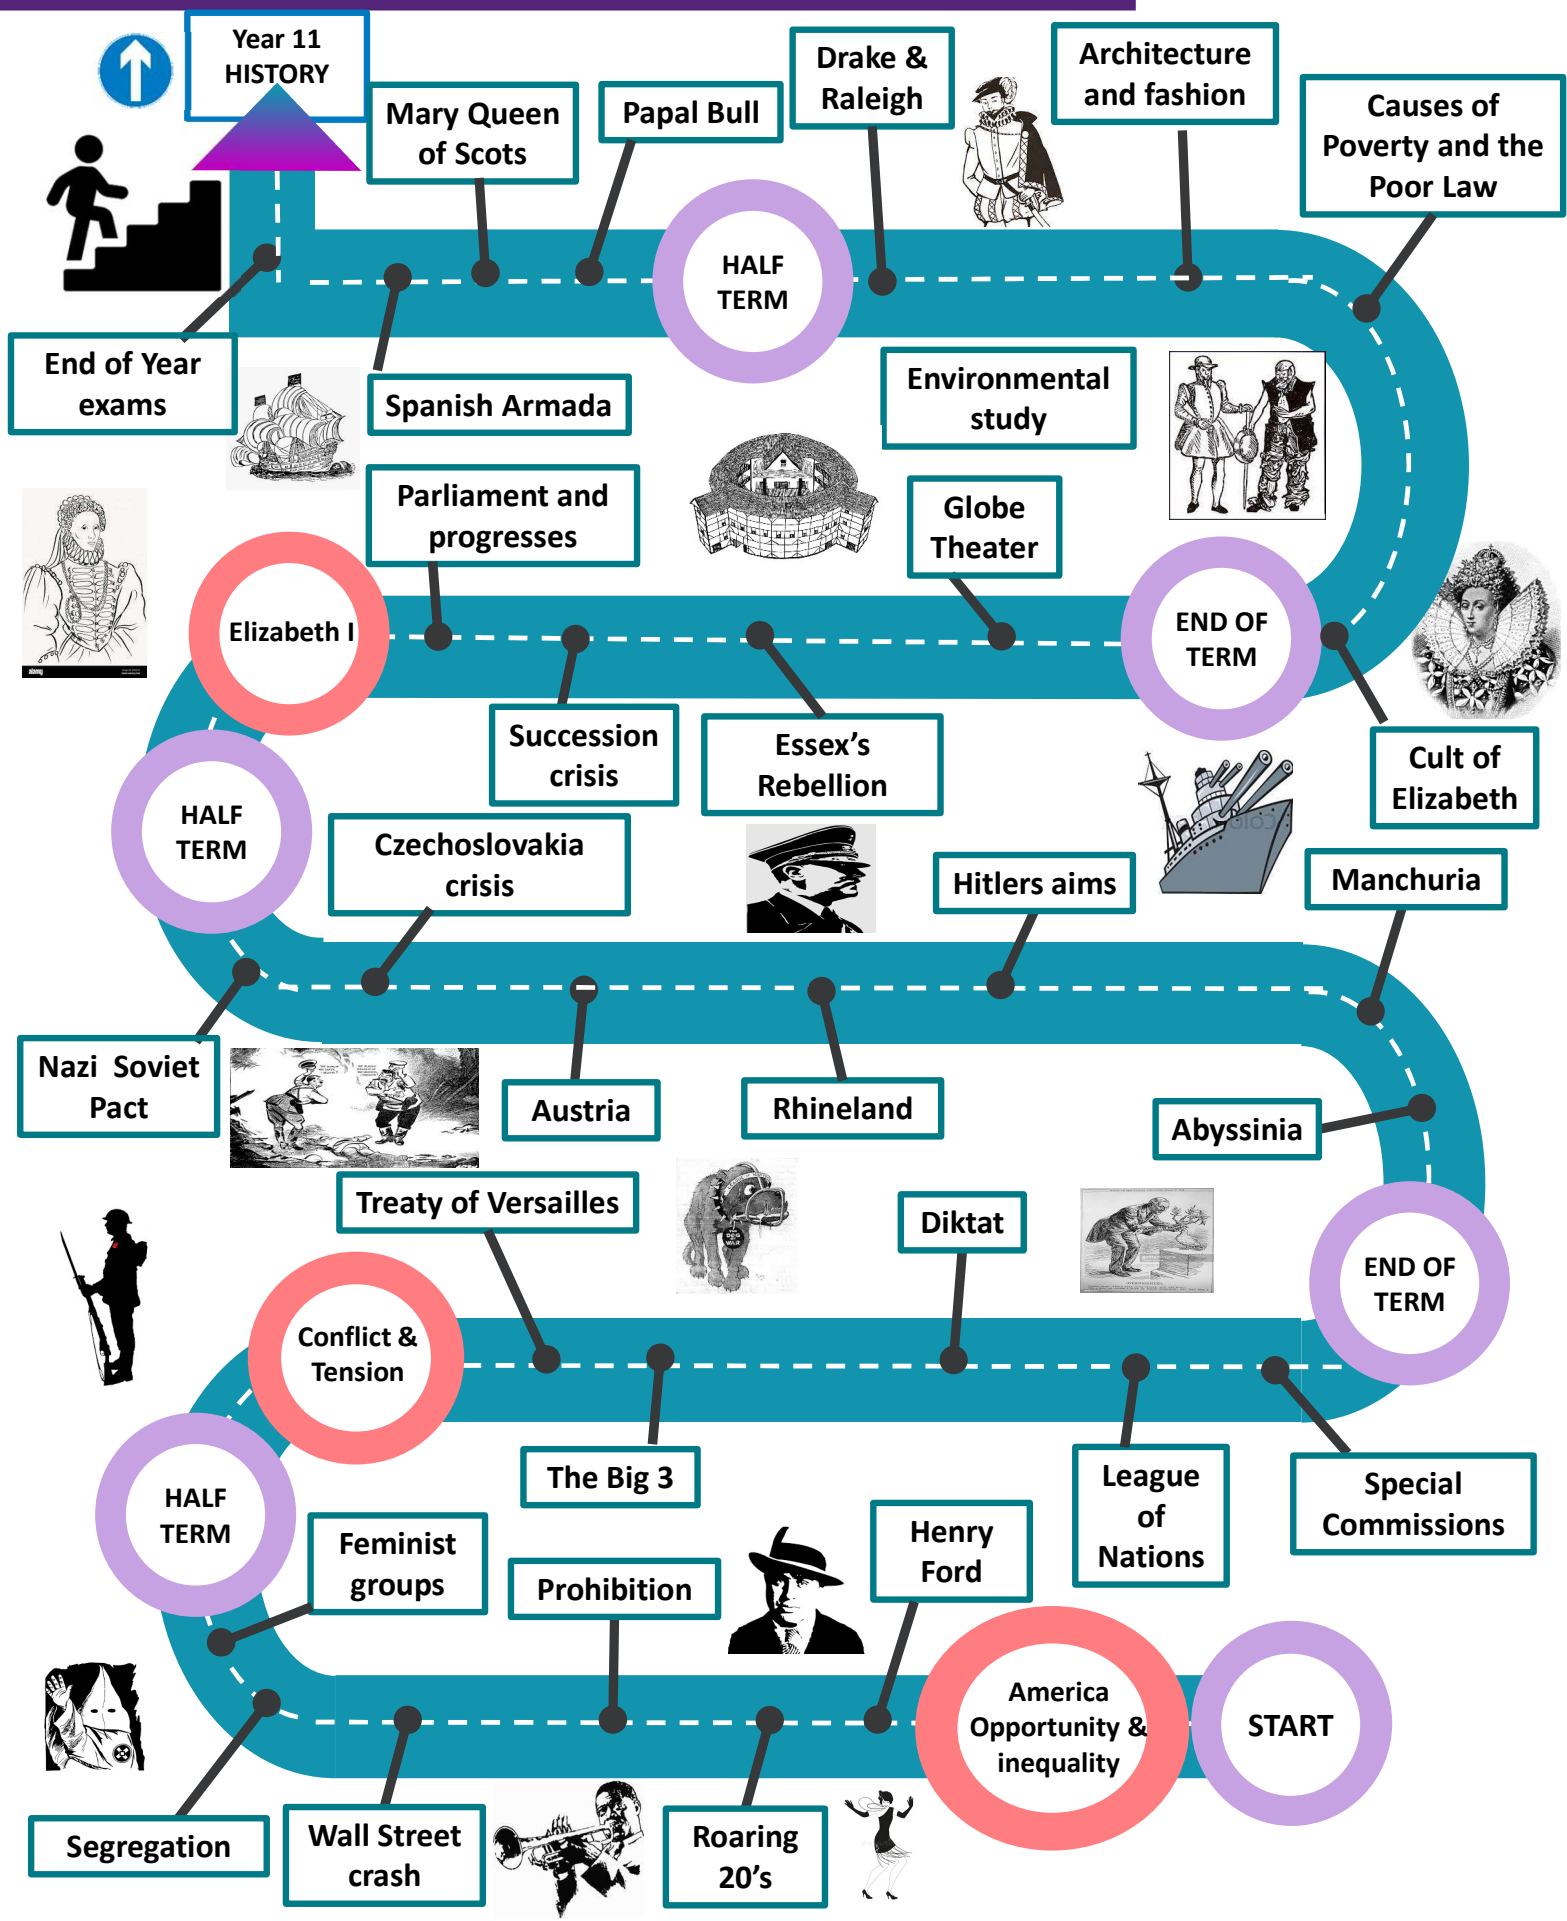 Year 11
HISTORY
Mary Queen
of Scots
Papal Bull
Drake &
Raleigh
Architecture
and fashion
Causes of
Poverty and the
Poor Law
HALF
TERM
End of Year
exams
Spanish Armada
Environmental
study
Parliament and
progresses
Globe
Theater
Elizabeth I
END OF
TERM
Succession
crisis
Essex's
Rebellion
Cult of
Elizabeth
HALF
TERM
Czechoslovakia
crisis
Hitlers aims
Manchuria
Nazi Soviet
Pact
Austria
Rhineland
Abyssinia
Treaty of Versailles
Diktat
END OF
TERM
Conflict &
Tension
The Big 3
League
of
Nations
Special
Commissions
HALF
TERM
Feminist
groups
Prohibition
Henry
Ford
America
Opportunity &
inequality
START
Segregation
Wall Street
crash
Roaring
20's
alamy
DOG
WAR